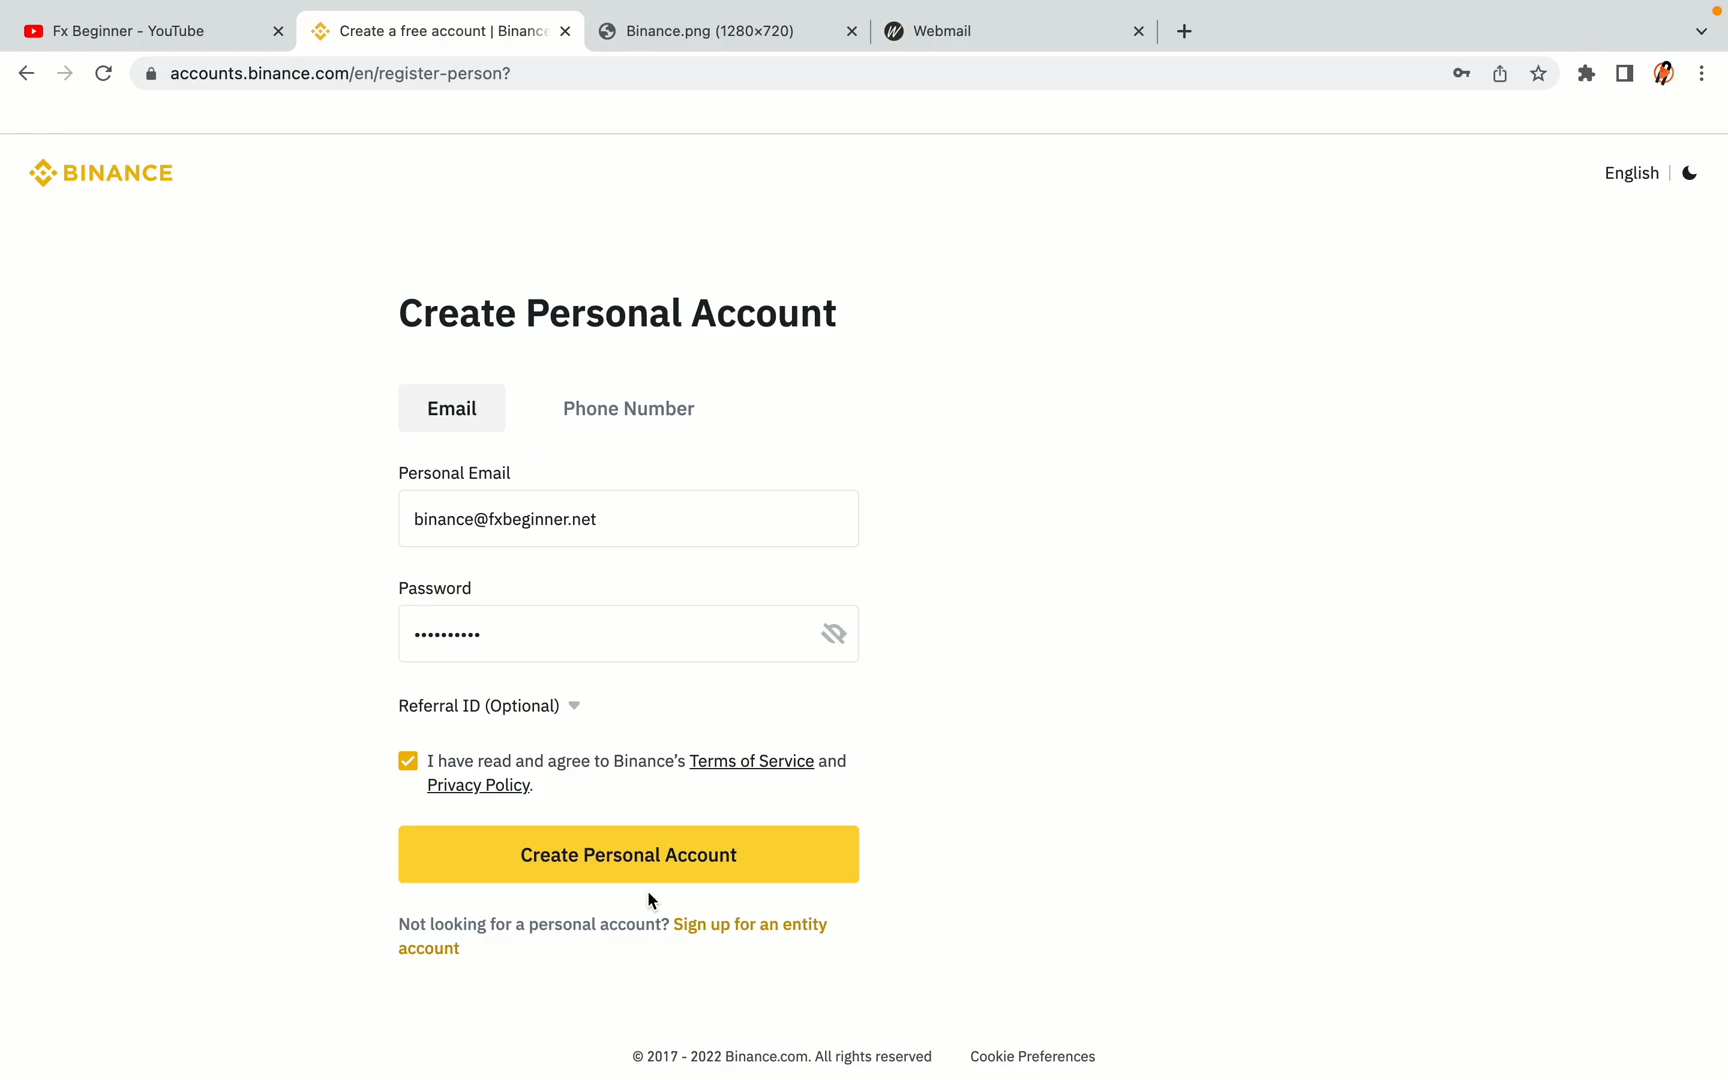 Fx Beginner - YouTube
Create a free account | Binance
Binance.png (1280×720)
Webmail
accounts.binance.com/en/register-person?
BINANCE
English
Create Personal Account
Email
Phone Number
Personal Email
binance@fxbeginner.net
Password
••••••••••
Referral ID (Optional)
I have read and agree to Binance’s Terms of Service and
Privacy Policy.
Create Personal Account
Not looking for a personal account? Sign up for an entity
account
© 2017 - 2022 Binance.com. All rights reserved
Cookie Preferences